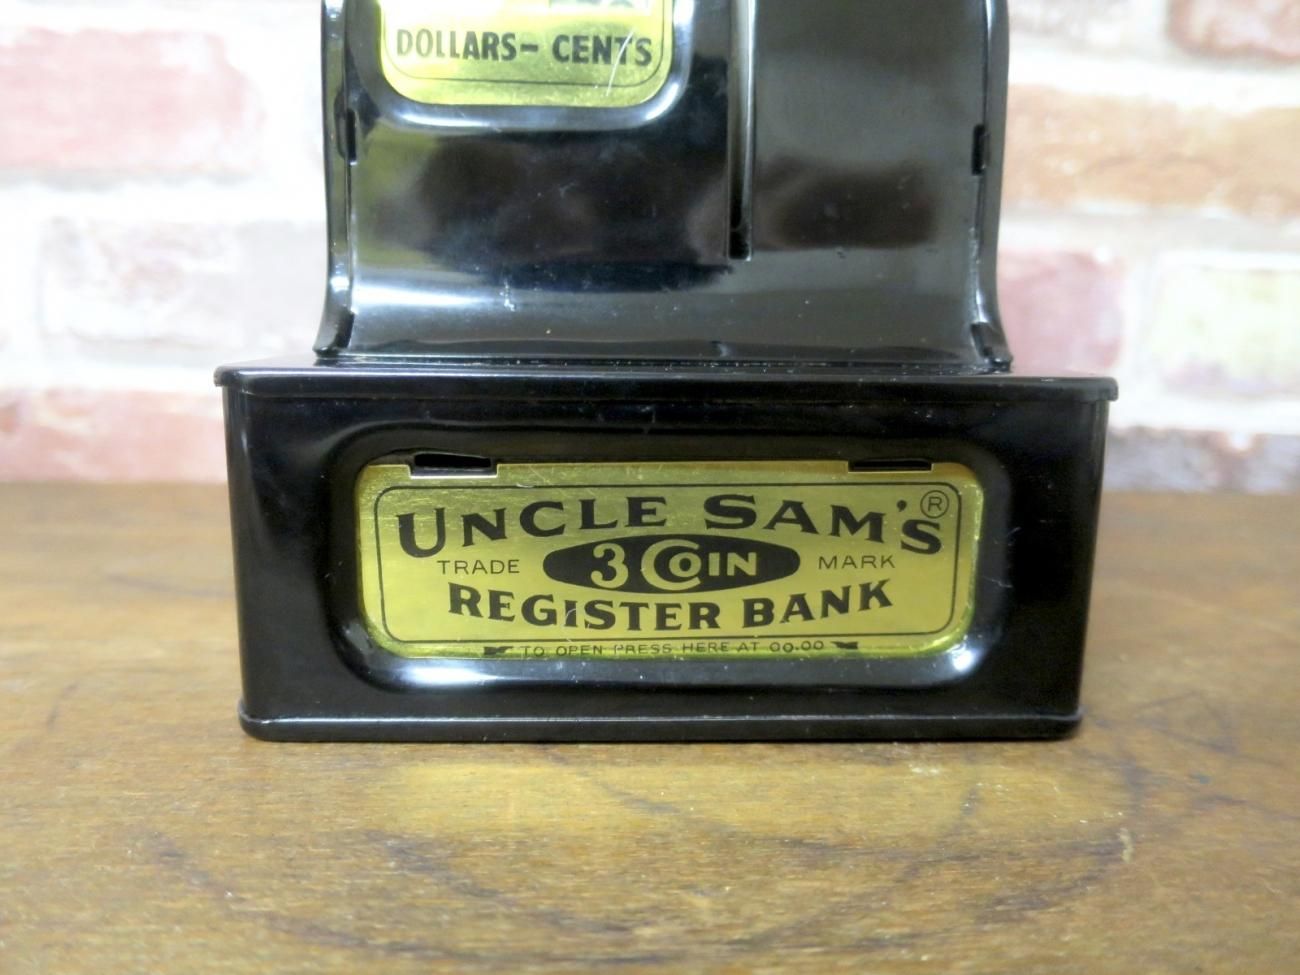 DOLLARS- CENTS
UNCLE SAM'S ®
TRADE 3 COIN MARK
REGISTER BANK
TO OPEN PRESS HERE AT 00.00